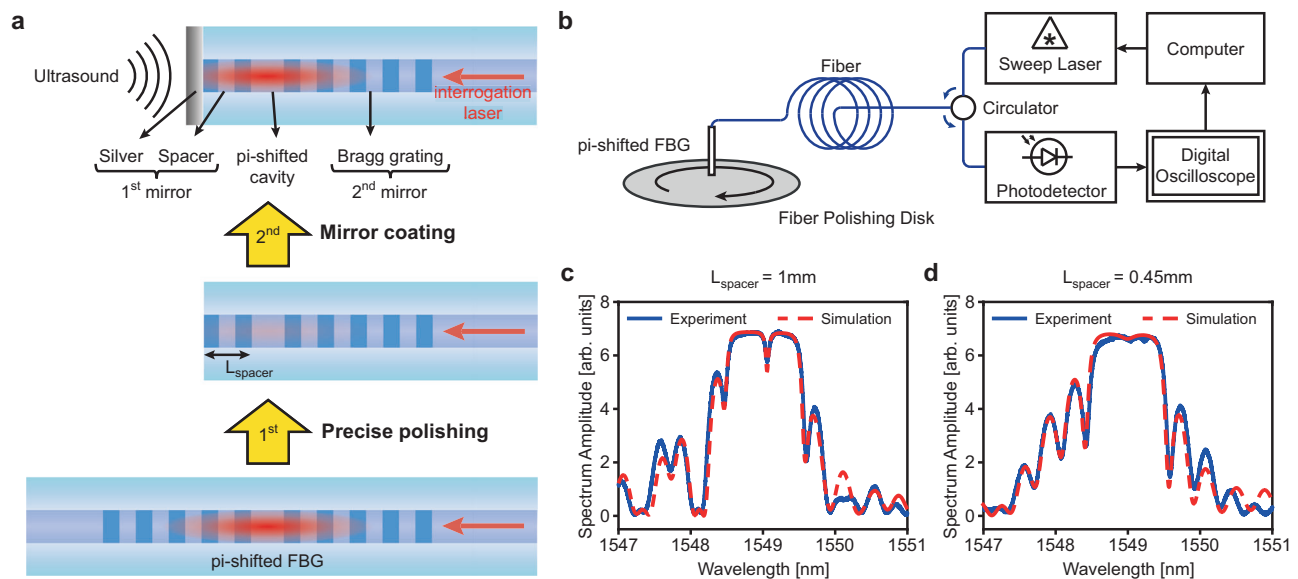 a
Ultrasound
interrogation
laser
Silver Spacer
1st mirror
pi-shifted
cavity
Bragg grating
2nd mirror
2nd
Mirror coating
Lspacer
1st
Precise polishing
pi-shifted FBG
b
Fiber
Sweep Laser
Computer
Circulator
pi-shifted FBG
Photodetector
Digital
Oscilloscope
Fiber Polishing Disk
c
Lspacer = 1mm
Experiment
Simulation
Spectrum Amplitude [arb. units]
8
6
4
2
0
1547 1548 1549 1550 1551
Wavelength [nm]
d
Lspacer = 0.45mm
Experiment
Simulation
Spectrum Amplitude [arb. units]
8
6
4
2
0
1547 1548 1549 1550 1551
Wavelength [nm]